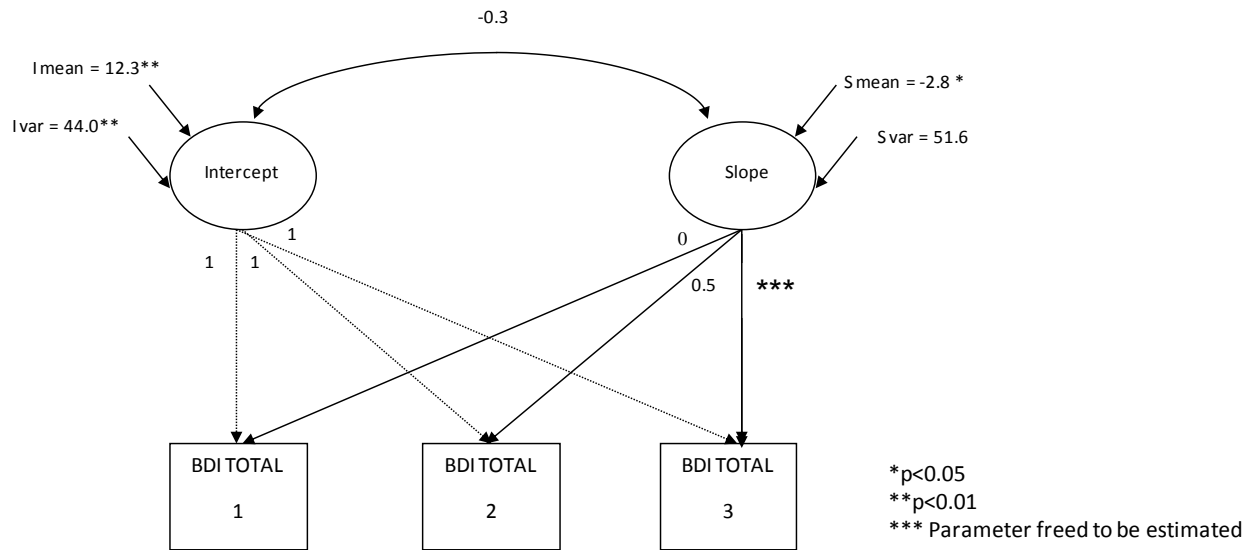 -0.3
I mean = 12.3**
I var = 44.0**
S mean = -2.8 *
S var = 51.6
Intercept
Slope
1
1
1
0
0.5
***
BDI TOTAL
1
BDI TOTAL
2
BDI TOTAL
3
*p<0.05
**p<0.01
*** Parameter freed to be estimated